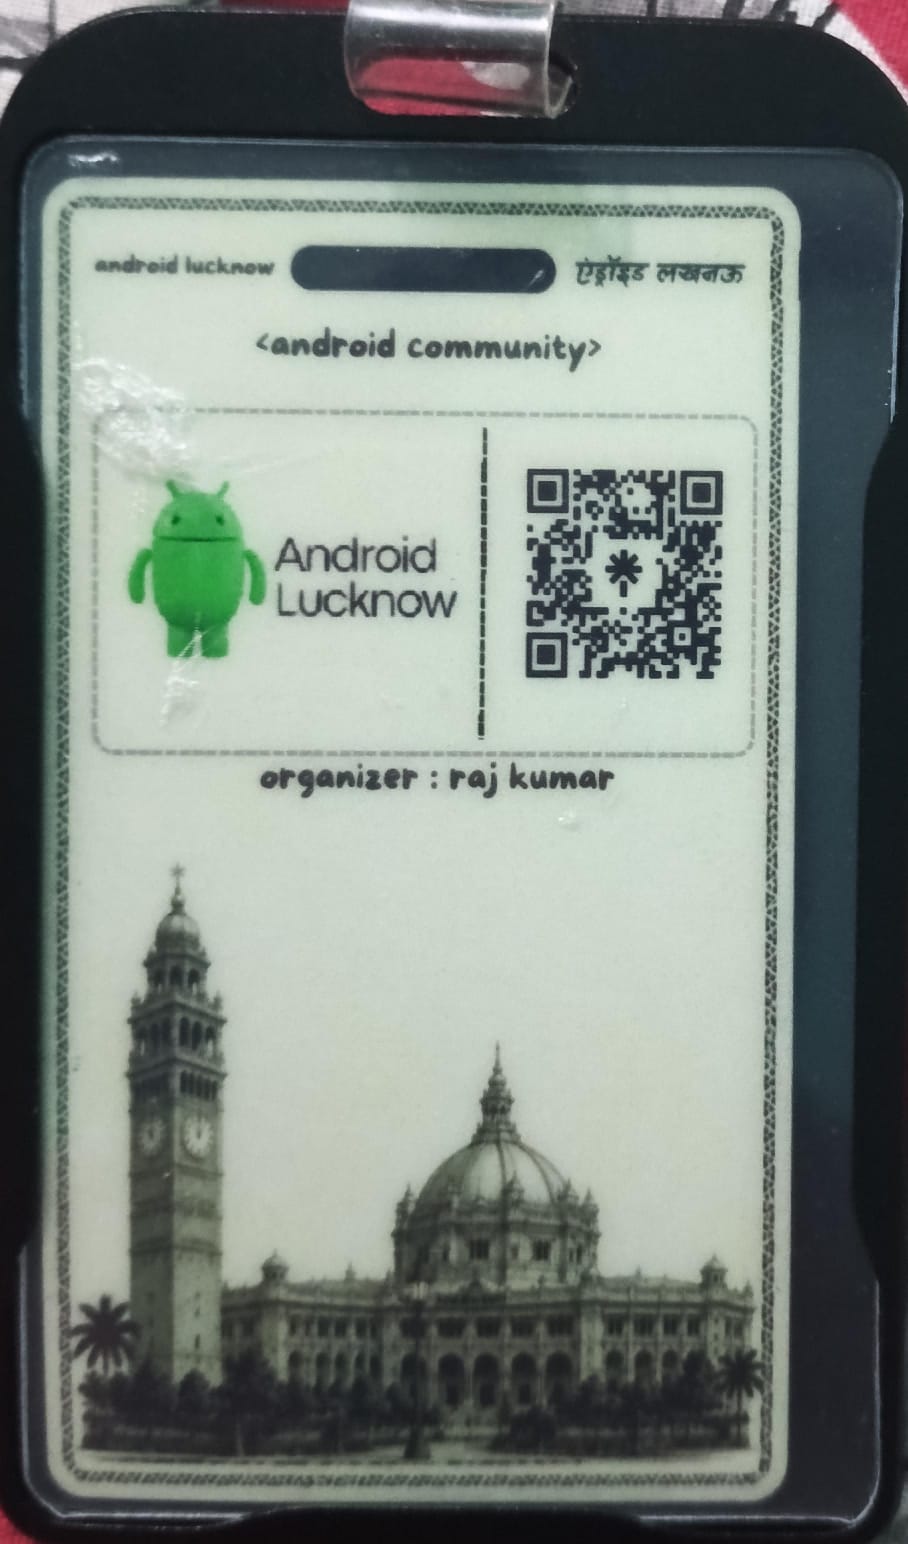 android lucknow
एंड्रॉइड लखनऊ
<android community>
Android
Lucknow
organizer : raj kumar